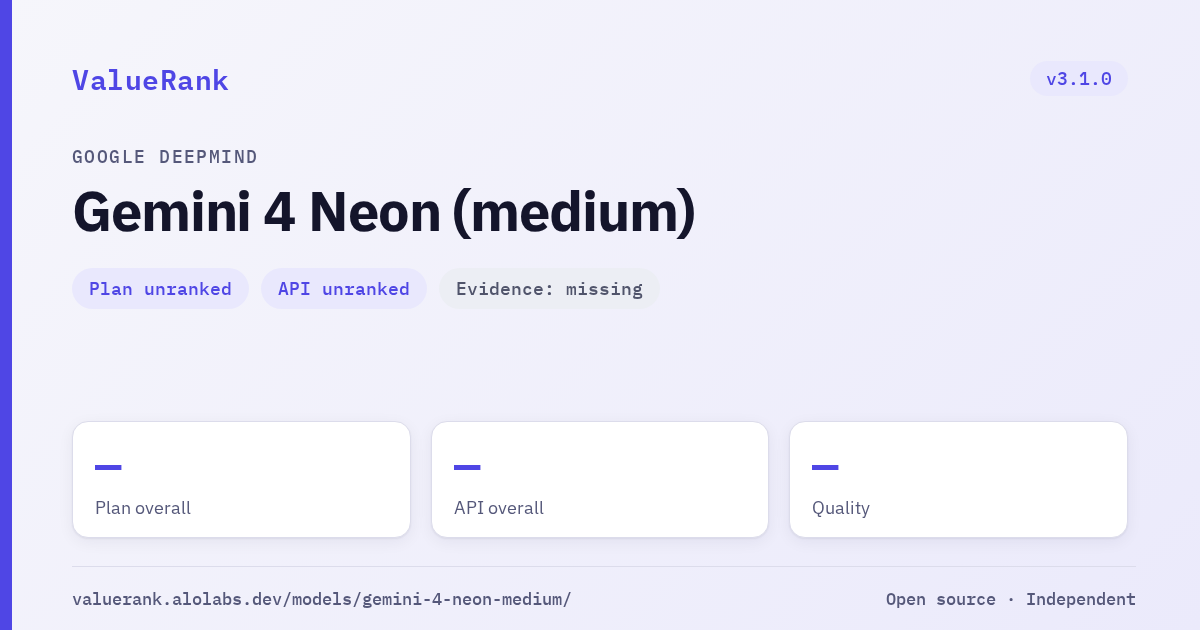 ValueRank
v3.1.0
GOOGLE DEEPMIND
Gemini 4 Neon (medium)
Plan unranked
API unranked
Evidence: missing
—
Plan overall
—
API overall
—
Quality
valuerank.alolabs.dev/models/gemini-4-neon-medium/
Open source · Independent